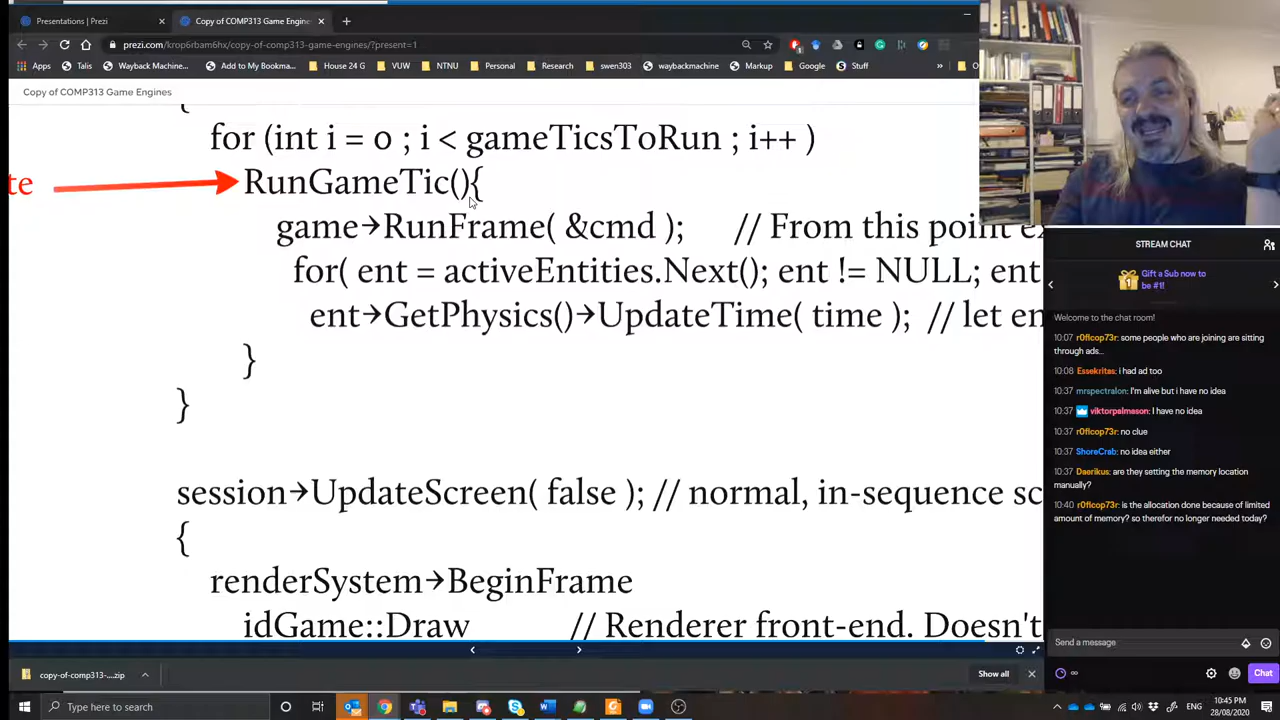 Presentations | Prezi
Copy of COMP313 Game Engine
prezi.com/krop6rbam6hx/copy-of-comp313-game-engines/?present=1
Apps Talis Wayback Machine... Add to My Bookma... House 24 G VUW NTNU Personal Research swen303 waybackmachine Markup Google Stuff
Copy of COMP313 Game Engines
{
for (int i = 0 ; i < gameTicsToRun ; i++ )
te
RunGameTic(){
game→RunFrame( &cmd ); // From this point ex
for( ent = activeEntities.Next(); ent != NULL; ent
ent→GetPhysics()→UpdateTime( time ); // let en
}
}
session→UpdateScreen( false ); // normal, in-sequence sc
{
renderSystem→BeginFrame
idGame::Draw // Renderer front-end. Doesn't
STREAM CHAT
Gift a Sub now to
be #1!
1
Welcome to the chat room!
10:07 r0flcop73r: some people who are joining are sitting
through ads...
10:08 Essekritas: i had ad too
10:37 mrspectralon: I'm alive but i have no idea
10:37 viktorpalmason: I have no idea
10:37 r0flcop73r: no clue
10:37 ShoreCrab: no idea either
10:37 Daerikus: are they setting the memory location
manually?
10:40 r0flcop73r: is the allocation done because of limited
amount of memory? so therefor no longer needed today?
Send a message
Chat
copy-of-comp313-....zip
Show all
Type here to search
ENG
10:45 PM
28/08/2020